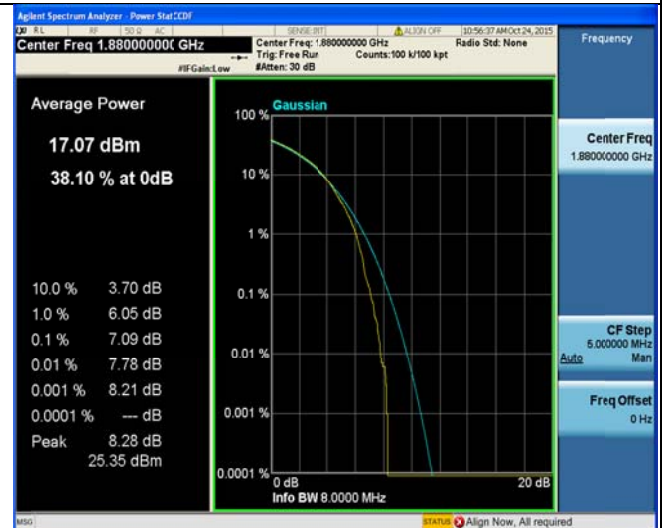 Agilent Spectrum Analyzer - Power Stat CCDF
RL RF 50 Ω AC SENSE:INT ALIGN OFF 10:56:37 AM Oct 24, 2015
Center Freq 1.880000000 GHz
Center Freq: 1.880000000 GHz
Radio Std: None
Trig: Free Run
Counts:100 k/100 kpt
#IFGain:Low
#Atten: 30 dB
Frequency
Average Power
17.07 dBm
38.10 % at 0dB
10.0 % 3.70 dB
1.0 % 6.05 dB
0.1 % 7.09 dB
0.01 % 7.78 dB
0.001 % 8.21 dB
0.0001 % --- dB
Peak 8.28 dB
25.35 dBm
Gaussian
100 %
10 %
1 %
0.1 %
0.01 %
0.001 %
0.0001 %
0 dB 20 dB
Info BW 8.0000 MHz
Center Freq
1.880000000 GHz
CF Step
5.000000 MHz
Auto Man
Freq Offset
0 Hz
MSG
STATUS Align Now, All required